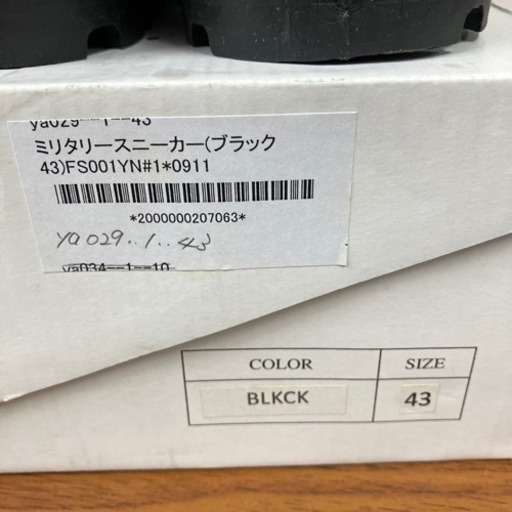 ya029--1--43
ミリタリースニーカー(ブラック
43)FS001YN#1*0911
*2000000207063*
ya029..1..43
ya034--1--10
COLOR SIZE
BLKCK 43